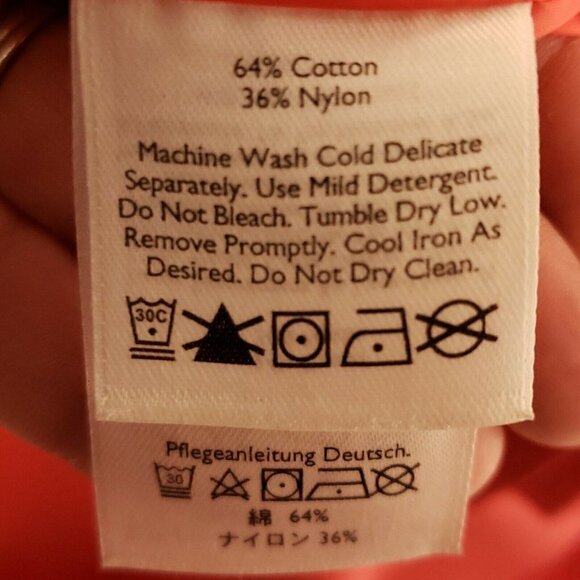 64% Cotton
36% Nylon
Machine Wash Cold Delicate
Separately. Use Mild Detergent.
Do Not Bleach. Tumble Dry Low.
Remove Promptly. Cool Iron As
Desired. Do Not Dry Clean.
30C
Pflegeanleitung Deutsch.
30
綿 64%
ナイロン 36%